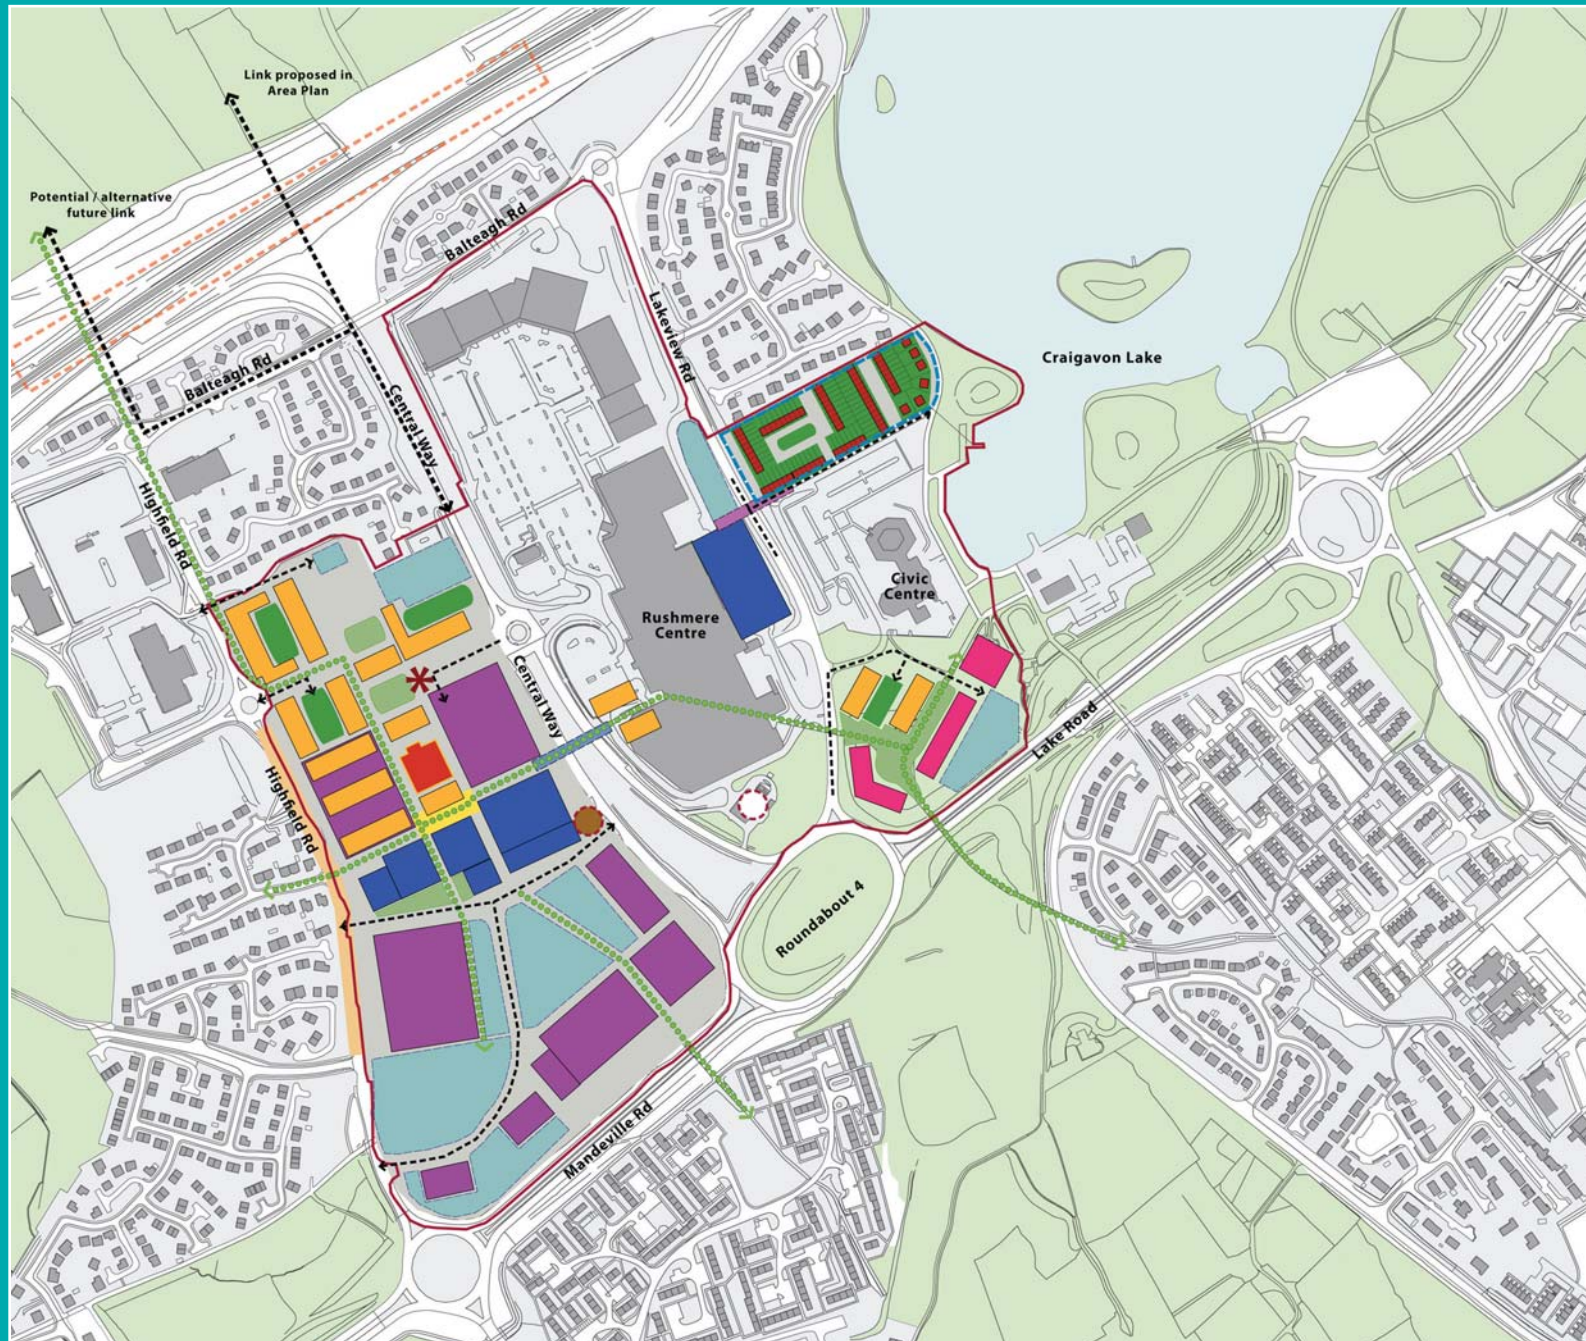 Link proposed in
Area Plan
Potential / alternative
future link
Balteagh Rd
Lakeview Rd
Craigavon Lake
Balteagh Rd
Central Way
Highfield Rd
Civic
Centre
Rushmere
Centre
Central Way
Lake Road
Highfield Rd
Roundabout 4
Mandeville Rd